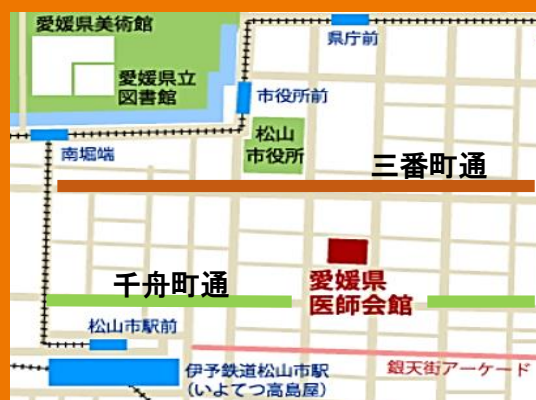 愛媛県美術館
県庁前
愛媛県立
図書館
市役所前
松山
市役所
南堀端
三番町通
愛媛県
医師会館
千舟町通
松山市駅前
伊予鉄道松山市駅
(いよてつ高島屋)
銀天街アーケード